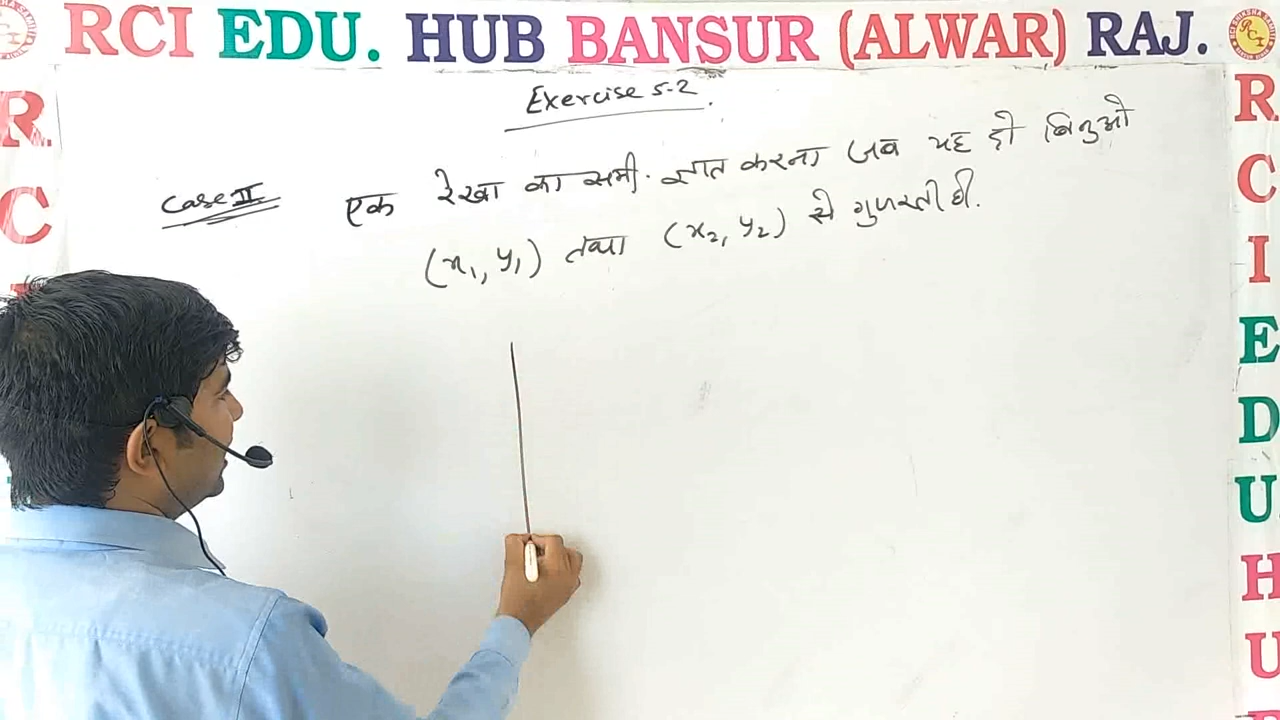 RCI EDU. HUB BANSUR (ALWAR) RAJ.
Exercise 5.2
Case II एक रेखा का समी. ज्ञात करना जब यह दो बिन्दुओ
(x₁, y₁) तथा (x₂, y₂) से गुजरती हो.
R
C
R
C
I
E
D
U.
H
U